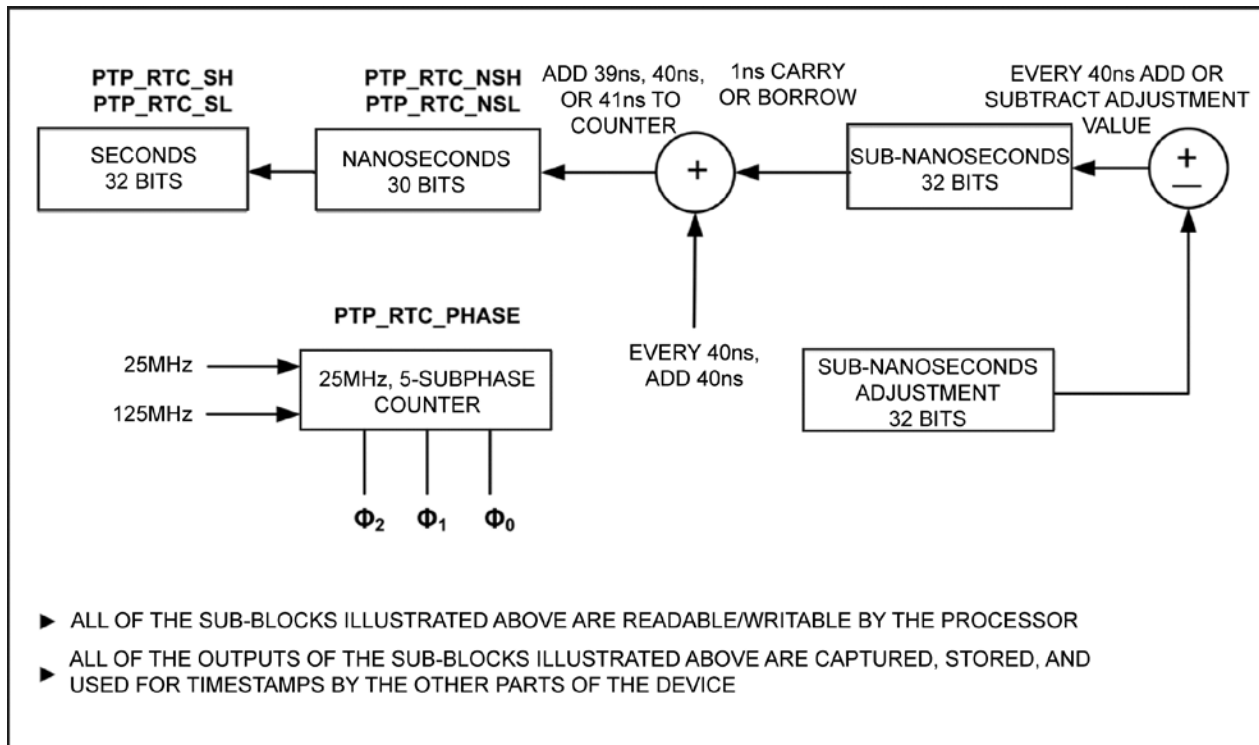 PTP_RTC_SH
PTP_RTC_SL
SECONDS
32 BITS
PTP_RTC_NSH
PTP_RTC_NSL
NANOSECONDS
30 BITS
ADD 39ns, 40ns,
OR 41ns TO
COUNTER
+
1ns CARRY
OR BORROW
SUB-NANOSECONDS
32 BITS
EVERY 40ns ADD OR
SUBTRACT ADJUSTMENT
VALUE
+
—
PTP_RTC_PHASE
25MHz
125MHz
25MHz, 5-SUBPHASE
COUNTER
Φ2 Φ1 Φ0
EVERY 40ns,
ADD 40ns
SUB-NANOSECONDS
ADJUSTMENT
32 BITS
► ALL OF THE SUB-BLOCKS ILLUSTRATED ABOVE ARE READABLE/WRITABLE BY THE PROCESSOR
► ALL OF THE OUTPUTS OF THE SUB-BLOCKS ILLUSTRATED ABOVE ARE CAPTURED, STORED, AND
USED FOR TIMESTAMPS BY THE OTHER PARTS OF THE DEVICE